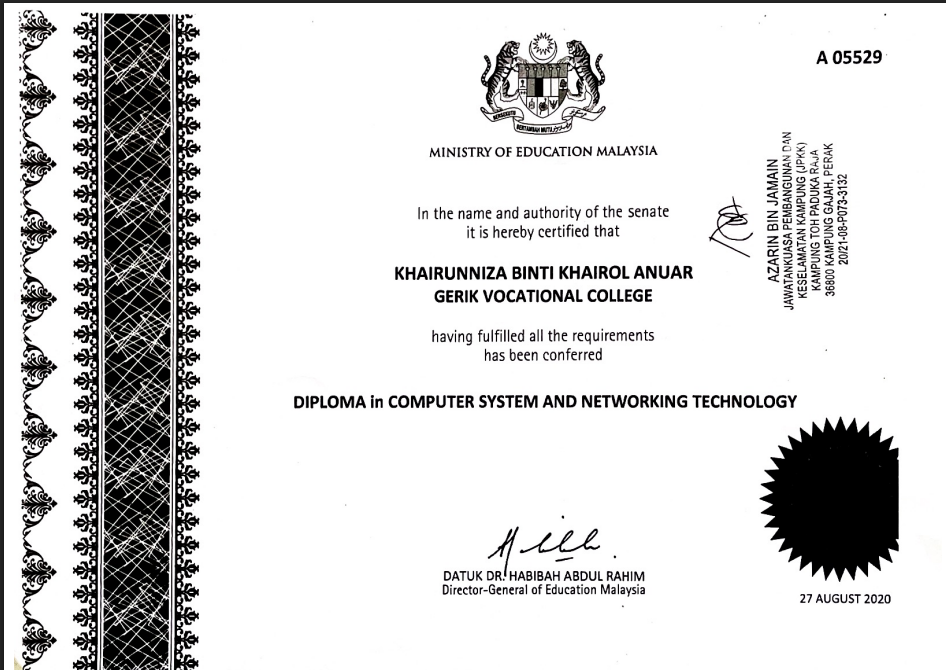 A 05529
BERSEKUTU
BERTAMBAH MUTU
MINISTRY OF EDUCATION MALAYSIA
In the name and authority of the senate
it is hereby certified that
KHAIRUNNIZA BINTI KHAIROL ANUAR
GERIK VOCATIONAL COLLEGE
having fulfilled all the requirements
has been conferred
DIPLOMA in COMPUTER SYSTEM AND NETWORKING TECHNOLOGY
AZARIN BIN JAMAIN
JAWATANKUASA PEMBANGUNAN DAN
KESELAMATAN KAMPUNG (JPKK)
KAMPUNG TOH PADUKA RAJA
36800 KAMPUNG GAJAH, PERAK
20/21-08-P073-3132
DATUK DR. HABIBAH ABDUL RAHIM
Director-General of Education Malaysia
27 AUGUST 2020